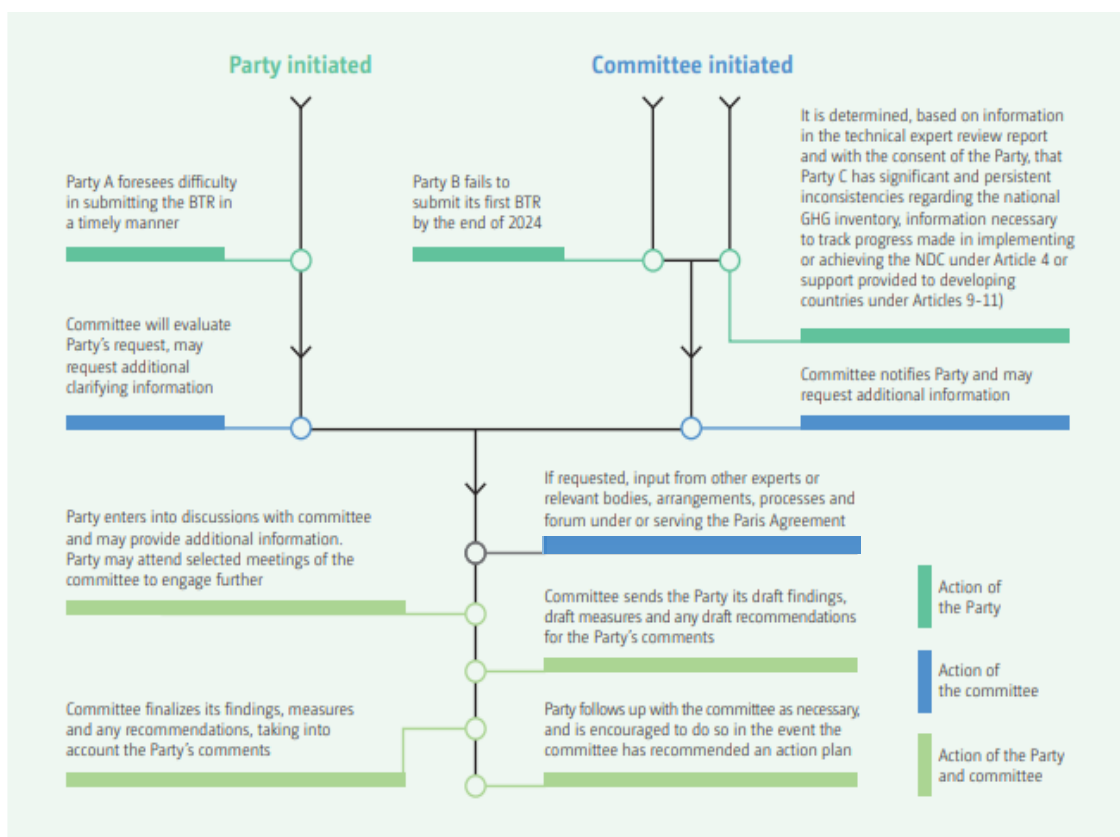 Party initiated
Committee initiated
It is determined, based on information
in the technical expert review report
and with the consent of the Party, that
Party C has significant and persistent
inconsistencies regarding the national
GHG inventory, information necessary
to track progress made in implementing
or achieving the NDC under Article 4 or
support provided to developing
countries under Articles 9-11)
Party A foresees difficulty
in submitting the BTR in
a timely manner
Party B fails to
submit its first BTR
by the end of 2024
Committee will evaluate
Party's request, may
request additional
clarifying information
Committee notifies Party and may
request additional information
If requested, input from other experts or
relevant bodies, arrangements, processes and
forum under or serving the Paris Agreement
Party enters into discussions with committee
and may provide additional information.
Party may attend selected meetings of the
committee to engage further
Committee sends the Party its draft findings,
draft measures and any draft recommendations
for the Party's comments
Committee finalizes its findings, measures
and any recommendations, taking into
account the Party's comments
Party follows up with the committee as necessary,
and is encouraged to do so in the event the
committee has recommended an action plan
Action of
the Party
Action of
the committee
Action of the Party
and committee